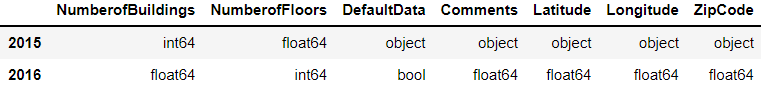 NumberofBuildings NumberofFloors DefaultData Comments Latitude Longitude ZipCode
2015 int64 float64 object object object object object
2016 float64 int64 bool float64 float64 float64 float64